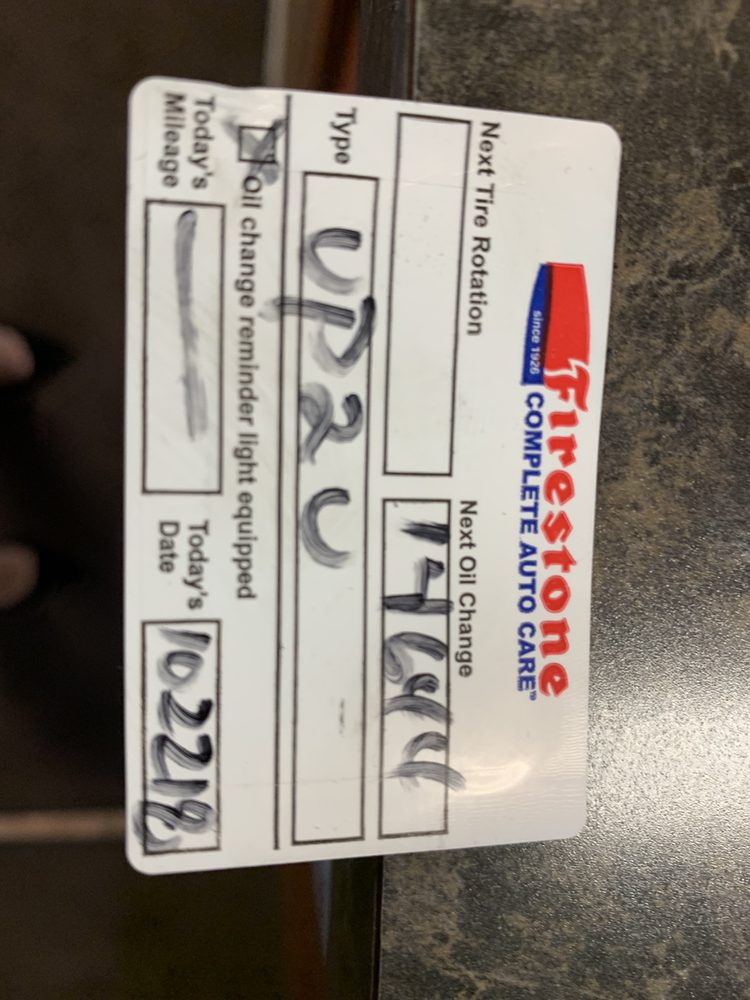 Firestone
since 1926 COMPLETE AUTO CARE™
Next Tire Rotation Next Oil Change
14644
Type UP2U
Oil change reminder light equipped
Today's Mileage Today's Date 102218